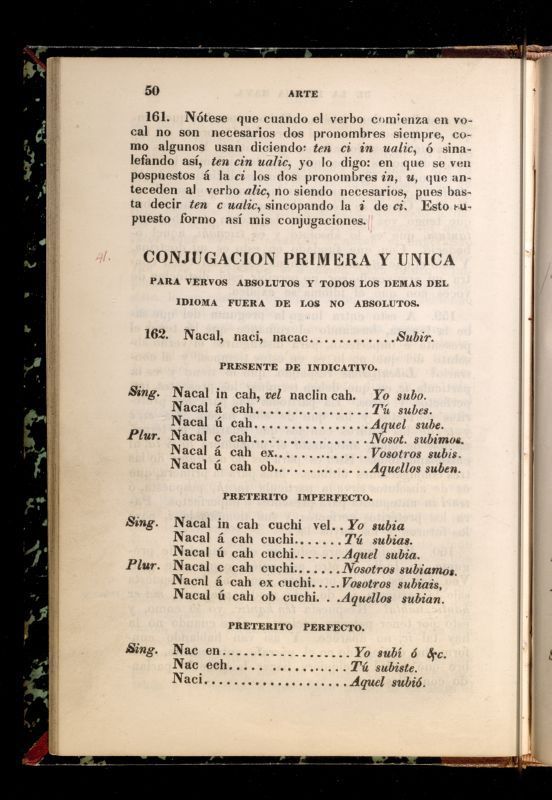 50
ARTE
161. Nótese que cuando el verbo comienza en vo-
cal no son necesarios dos pronombres siempre, co-
mo algunos usan diciendo: ten ci in ualic, ó sina-
lefando así, ten cin ualic, yo lo digo: en que se ven
pospuestos á la ci los dos pronombres in, u, que an-
teceden al verbo alic, no siendo necesarios, pues bas-
ta decir ten c ualic, sincopando la i de ci. Esto su-
puesto formo así mis conjugaciones.
41.
CONJUGACION PRIMERA Y UNICA
PARA VERVOS ABSOLUTOS Y TODOS LOS DEMAS DEL
IDIOMA FUERA DE LOS NO ABSOLUTOS.
162. Nacal, naci, nacac............Subir.
PRESENTE DE INDICATIVO.
Sing. Nacal in cah, vel naclin cah. Yo subo.
Nacal á cah................Tú subes.
Nacal ú cah................Aquel sube.
Plur. Nacal c cah................Nosot. subimos.
Nacal á cah ex.............Vosotros subis.
Nacal ú cah ob.............Aquellos suben.
PRETERITO IMPERFECTO.
Sing. Nacal in cah cuchi vel..Yo subia
Nacal á cah cuchi.......Tú subias.
Nacal ú cah cuchi.......Aquel subia.
Plur. Nacal c cah cuchi......Nosotros subiamos.
Nacal á cah ex cuchi.....Vosotros subiais,
Nacal ú cah ob cuchi. . .Aquellos subian.
PRETERITO PERFECTO.
Sing. Nac en..................Yo subí ó &c.
Nac ech.... ............Tú subiste.
Naci....................Aquel subió.